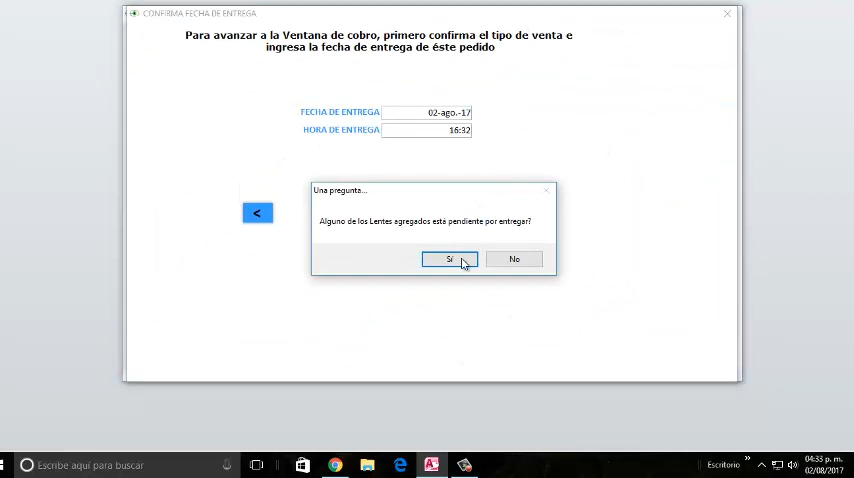 CONFIRMA FECHA DE ENTREGA
Para avanzar a la Ventana de cobro, primero confirma el tipo de venta e
ingresa la fecha de entrega de éste pedido
FECHA DE ENTREGA 02-ago.-17
HORA DE ENTREGA 16:32
<
Una pregunta...
Alguno de los Lentes agregados está pendiente por entregar?
Sí No
Escribe aquí para buscar
Escritorio
04:33 p. m.
02/08/2017